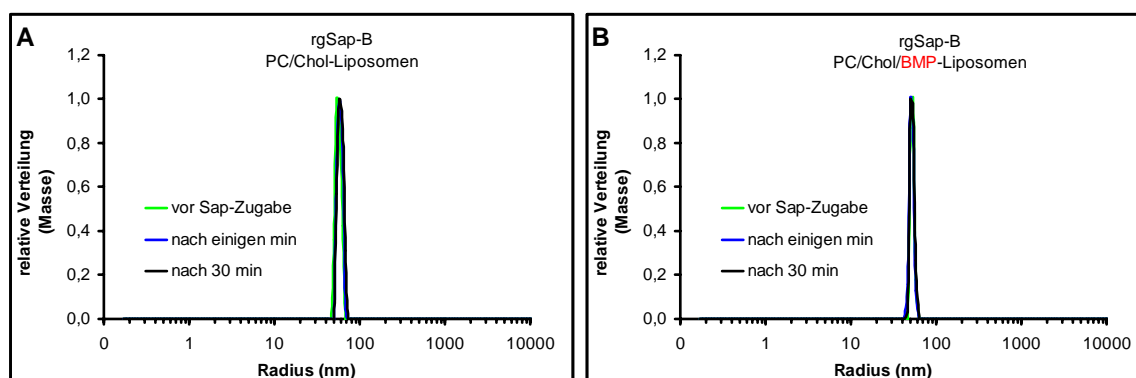 A
rgSap-B
PC/Chol-Liposomen
relative Verteilung
(Masse)
1,2
1,0
0,8
0,6
0,4
0,2
0,0
vor Sap-Zugabe
nach einigen min
nach 30 min
0 1 10 100 1000 10000
Radius (nm)
B
rgSap-B
PC/Chol/BMP-Liposomen
relative Verteilung
(Masse)
1,2
1,0
0,8
0,6
0,4
0,2
0,0
vor Sap-Zugabe
nach einigen min
nach 30 min
0 1 10 100 1000 10000
Radius (nm)